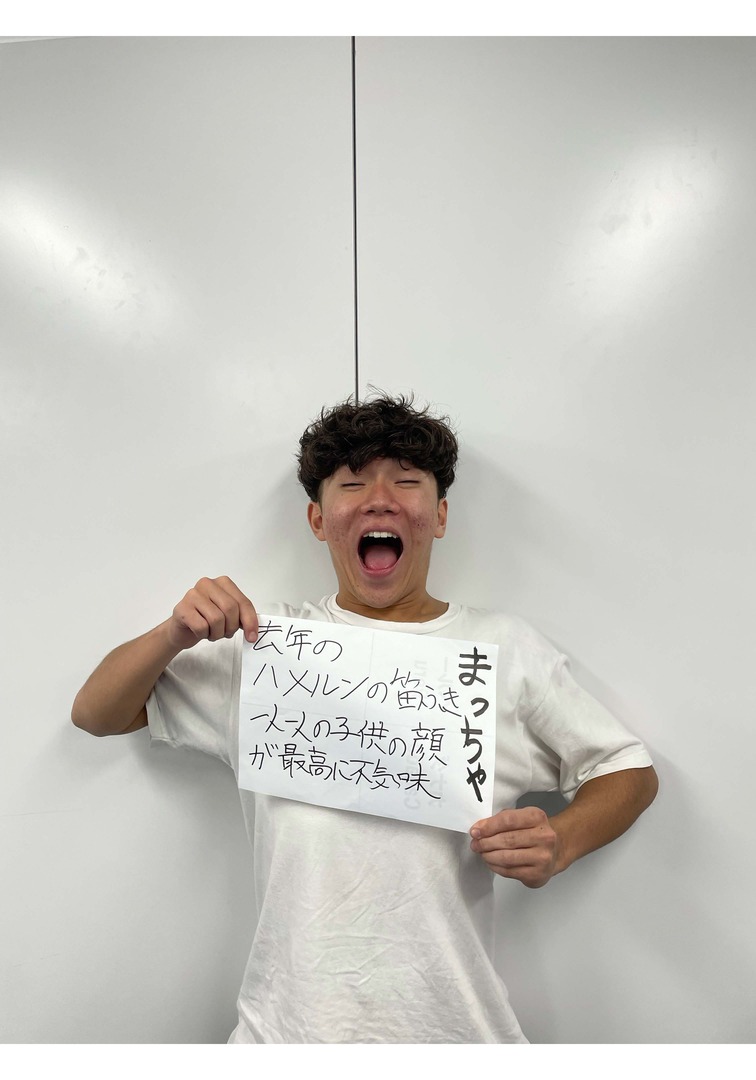 まっちゃ
去年の
ハメルンの笛ふき
一人一人の子供の顔
が最高に不気味